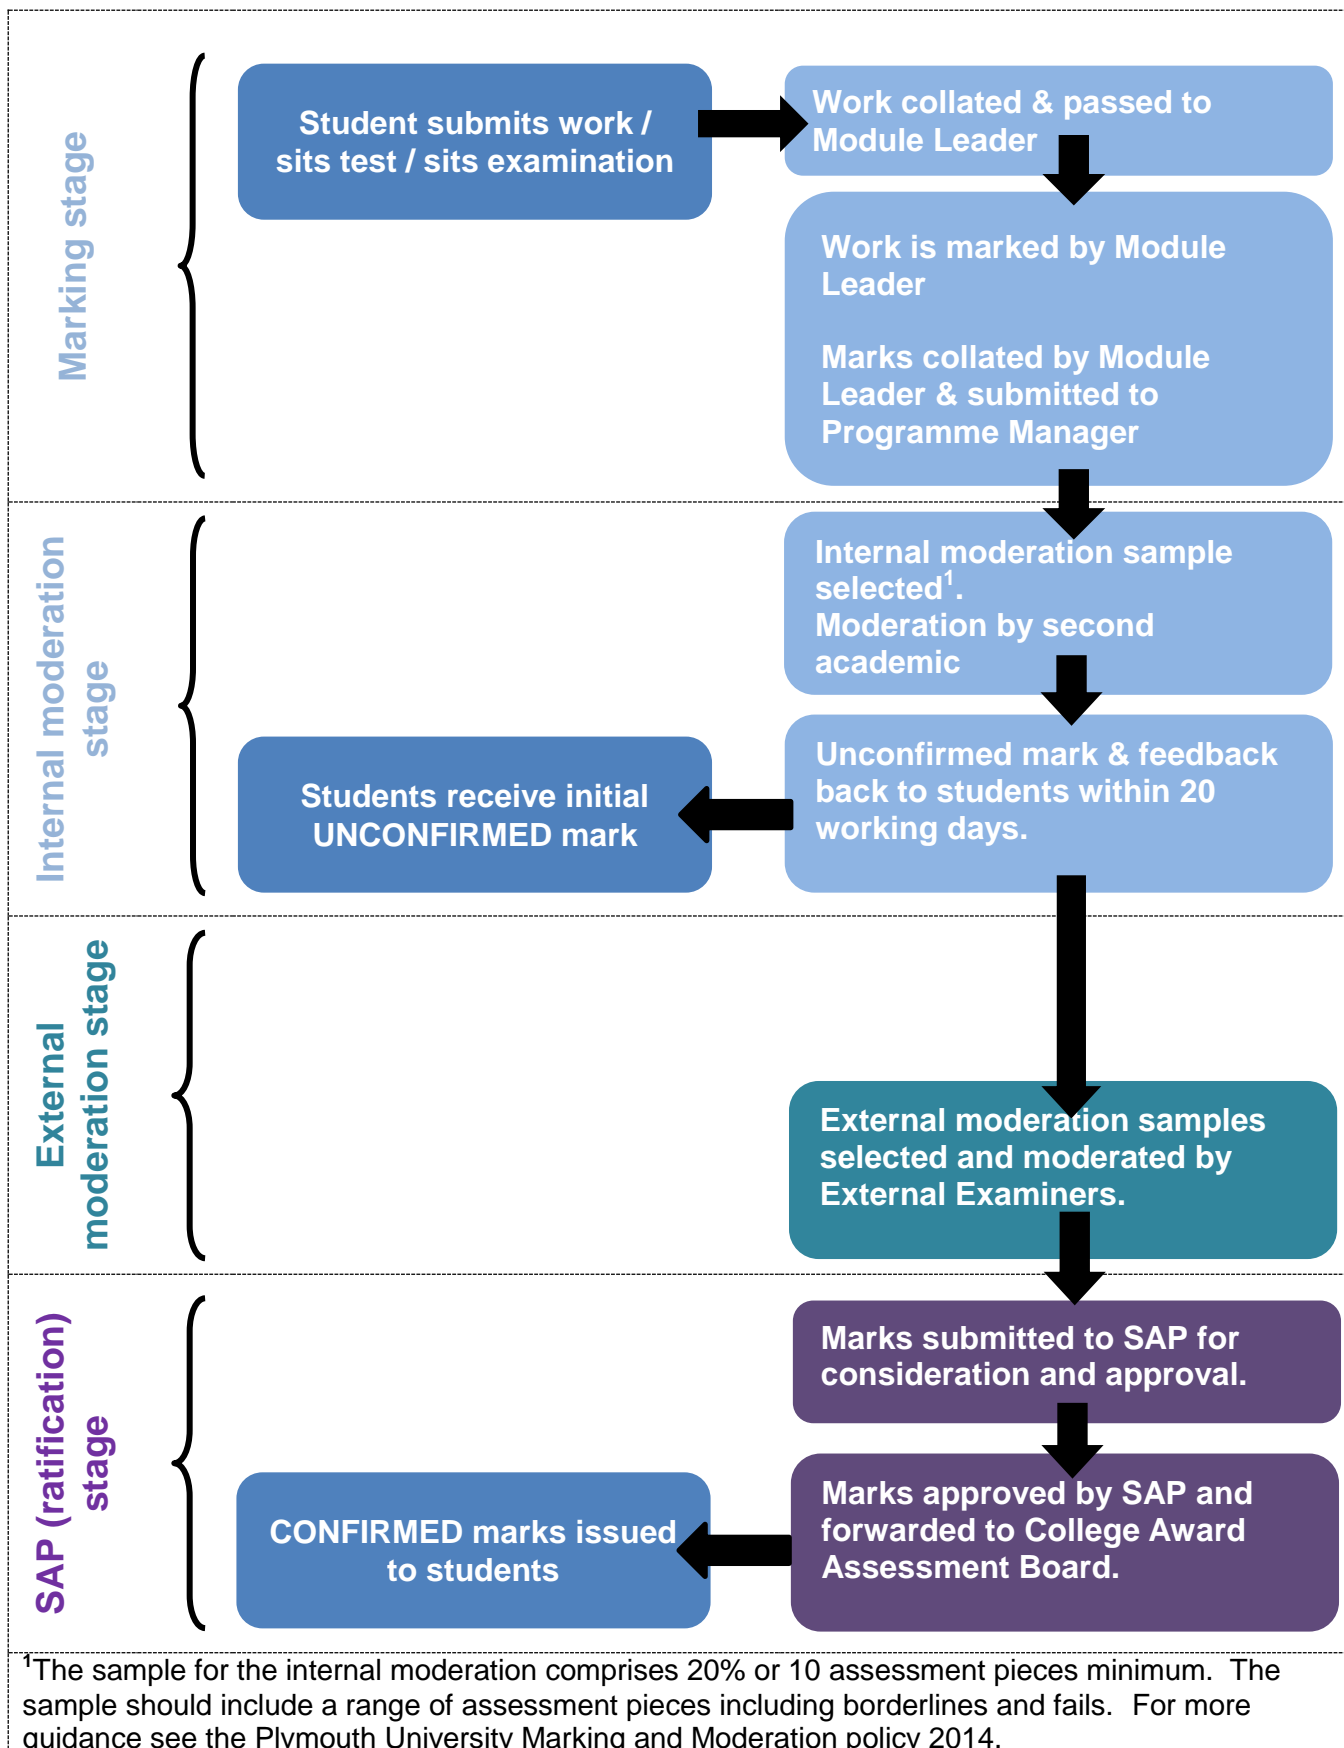 Marking stage
Student submits work /
sits test / sits examination
Work collated & passed to
Module Leader
Work is marked by Module
Leader
Marks collated by Module
Leader & submitted to
Programme Manager
Internal moderation
stage
Internal moderation sample
selected¹.
Moderation by second
academic
Unconfirmed mark & feedback
back to students within 20
working days.
Students receive initial
UNCONFIRMED mark
External
moderation stage
External moderation samples
selected and moderated by
External Examiners.
SAP (ratification)
stage
Marks submitted to SAP for
consideration and approval.
Marks approved by SAP and
forwarded to College Award
Assessment Board.
CONFIRMED marks issued
to students
¹The sample for the internal moderation comprises 20% or 10 assessment pieces minimum.  The
sample should include a range of assessment pieces including borderlines and fails.  For more
guidance see the Plymouth University Marking and Moderation policy 2014.